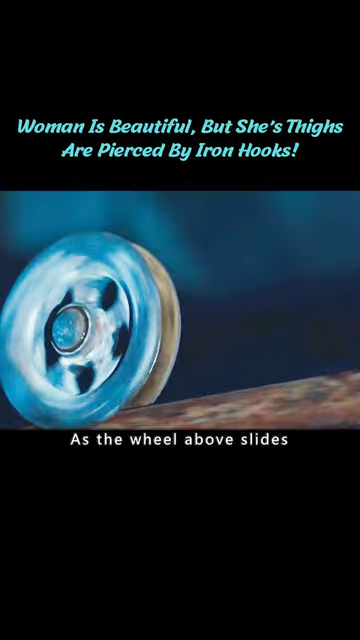 Woman Is Beautiful, But She's Thighs
Are Pierced By Iron Hooks!
As the wheel above slides